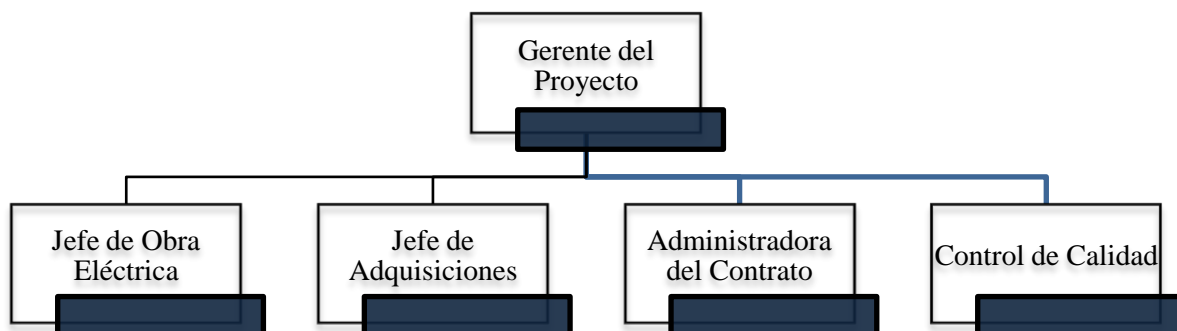 Gerente del
Proyecto
Jefe de Obra
Eléctrica
Jefe de
Adquisiciones
Administradora
del Contrato
Control de Calidad